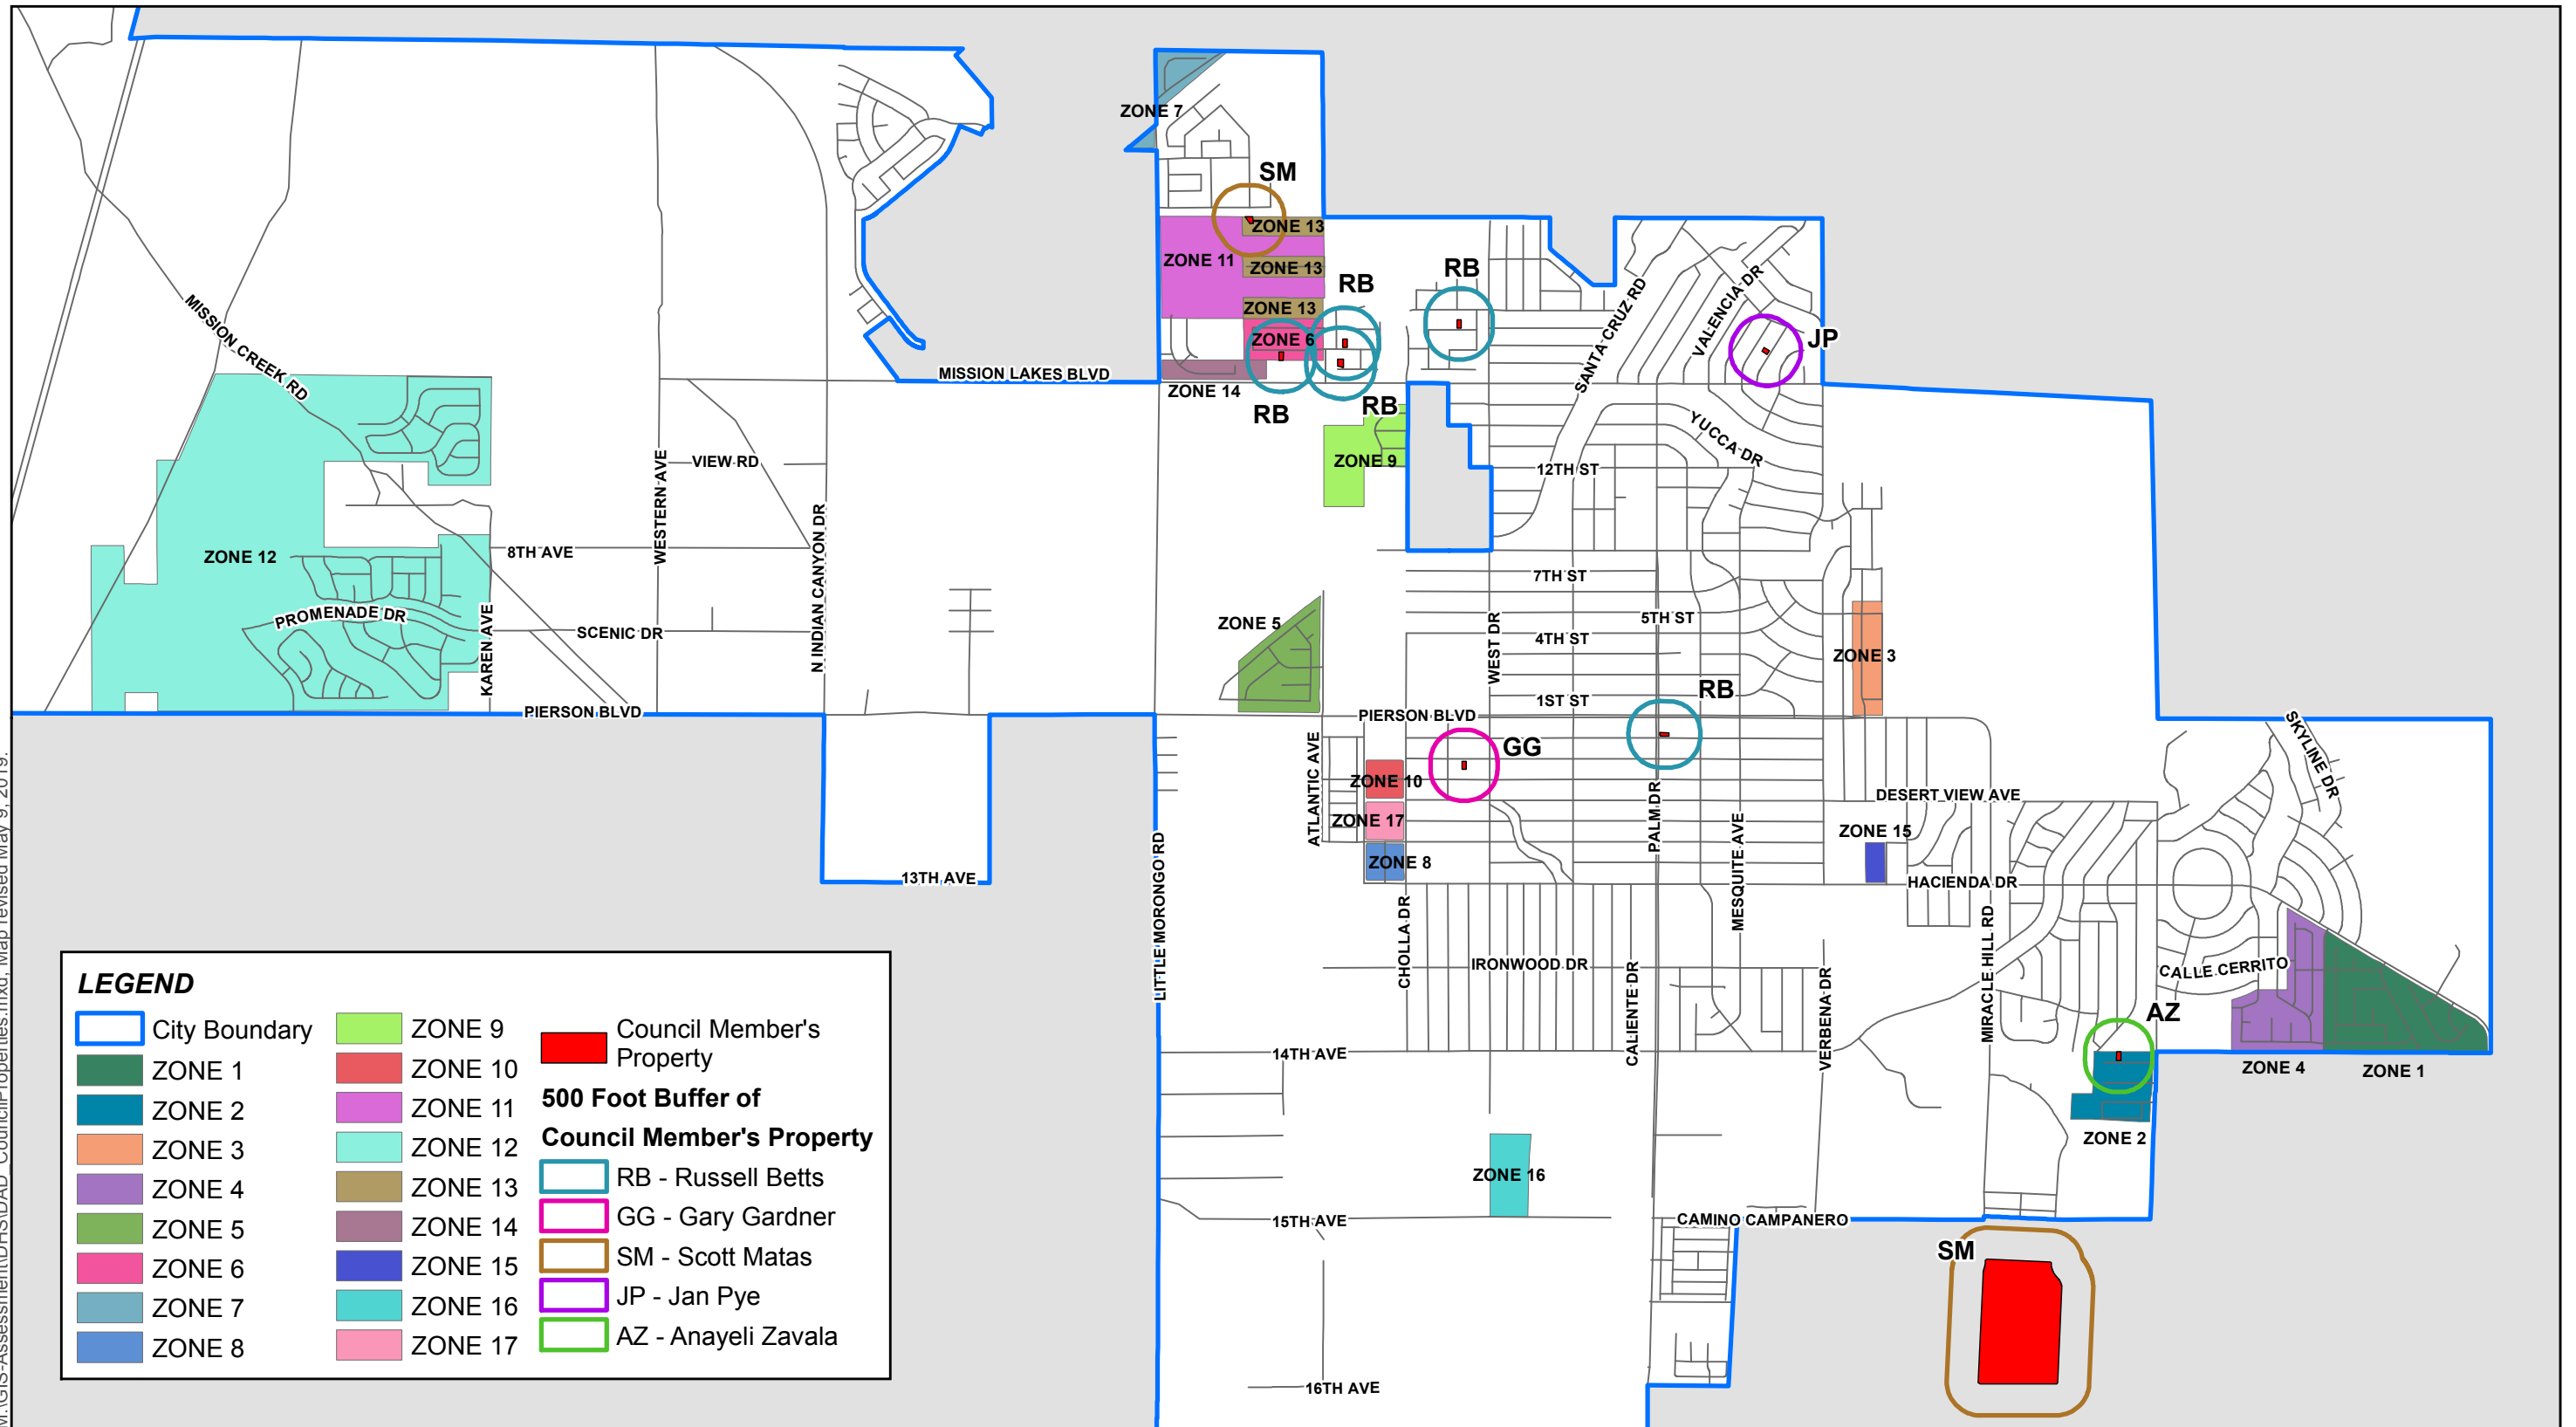 ZONE 7
SM
ZONE 13
ZONE 11
ZONE 13
RB
RB
ZONE 13
ZONE 6
SANTA CRUZ RD
VALENCIA DR
JP
MISSION CREEK RD
MISSION LAKES BLVD
ZONE 14
RB
RB
YUCCA DR
ZONE 9
VIEW RD
12TH ST
WESTERN AVE
N INDIAN CANYON DR
8TH AVE
ZONE 12
7TH ST
PROMENADE DR
KAREN AVE
SCENIC DR
ZONE 5
5TH ST
4TH ST
WEST DR
ZONE 3
RB
1ST ST
PIERSON BLVD
PIERSON BLVD
SKYLINE DR
GG
ATLANTIC AVE
ZONE 10
DESERT VIEW AVE
PALM DR
ZONE 17
ZONE 15
MESQUITE AVE
ZONE 8
13TH AVE
HACIENDA DR
LITTLE MORONGO RD
CHOLLA DR
IRONWOOD DR
CALIENTE DR
VERBENA DR
MIRACLE HILL RD
CALLE CERRITO
AZ
14TH AVE
ZONE 4
ZONE 1
ZONE 2
ZONE 16
15TH AVE
CAMINO CAMPANERO
SM
16TH AVE
LEGEND
City Boundary
ZONE 1
ZONE 2
ZONE 3
ZONE 4
ZONE 5
ZONE 6
ZONE 7
ZONE 8
ZONE 9
ZONE 10
ZONE 11
ZONE 12
ZONE 13
ZONE 14
ZONE 15
ZONE 16
ZONE 17
Council Member's
Property
500 Foot Buffer of
Council Member's Property
RB - Russell Betts
GG - Gary Gardner
SM - Scott Matas
JP - Jan Pye
AZ - Anayeli Zavala
M:\GIS-Assessment\DHS\DAD_CouncilProperties.mxd, Map revised May 9, 2019.